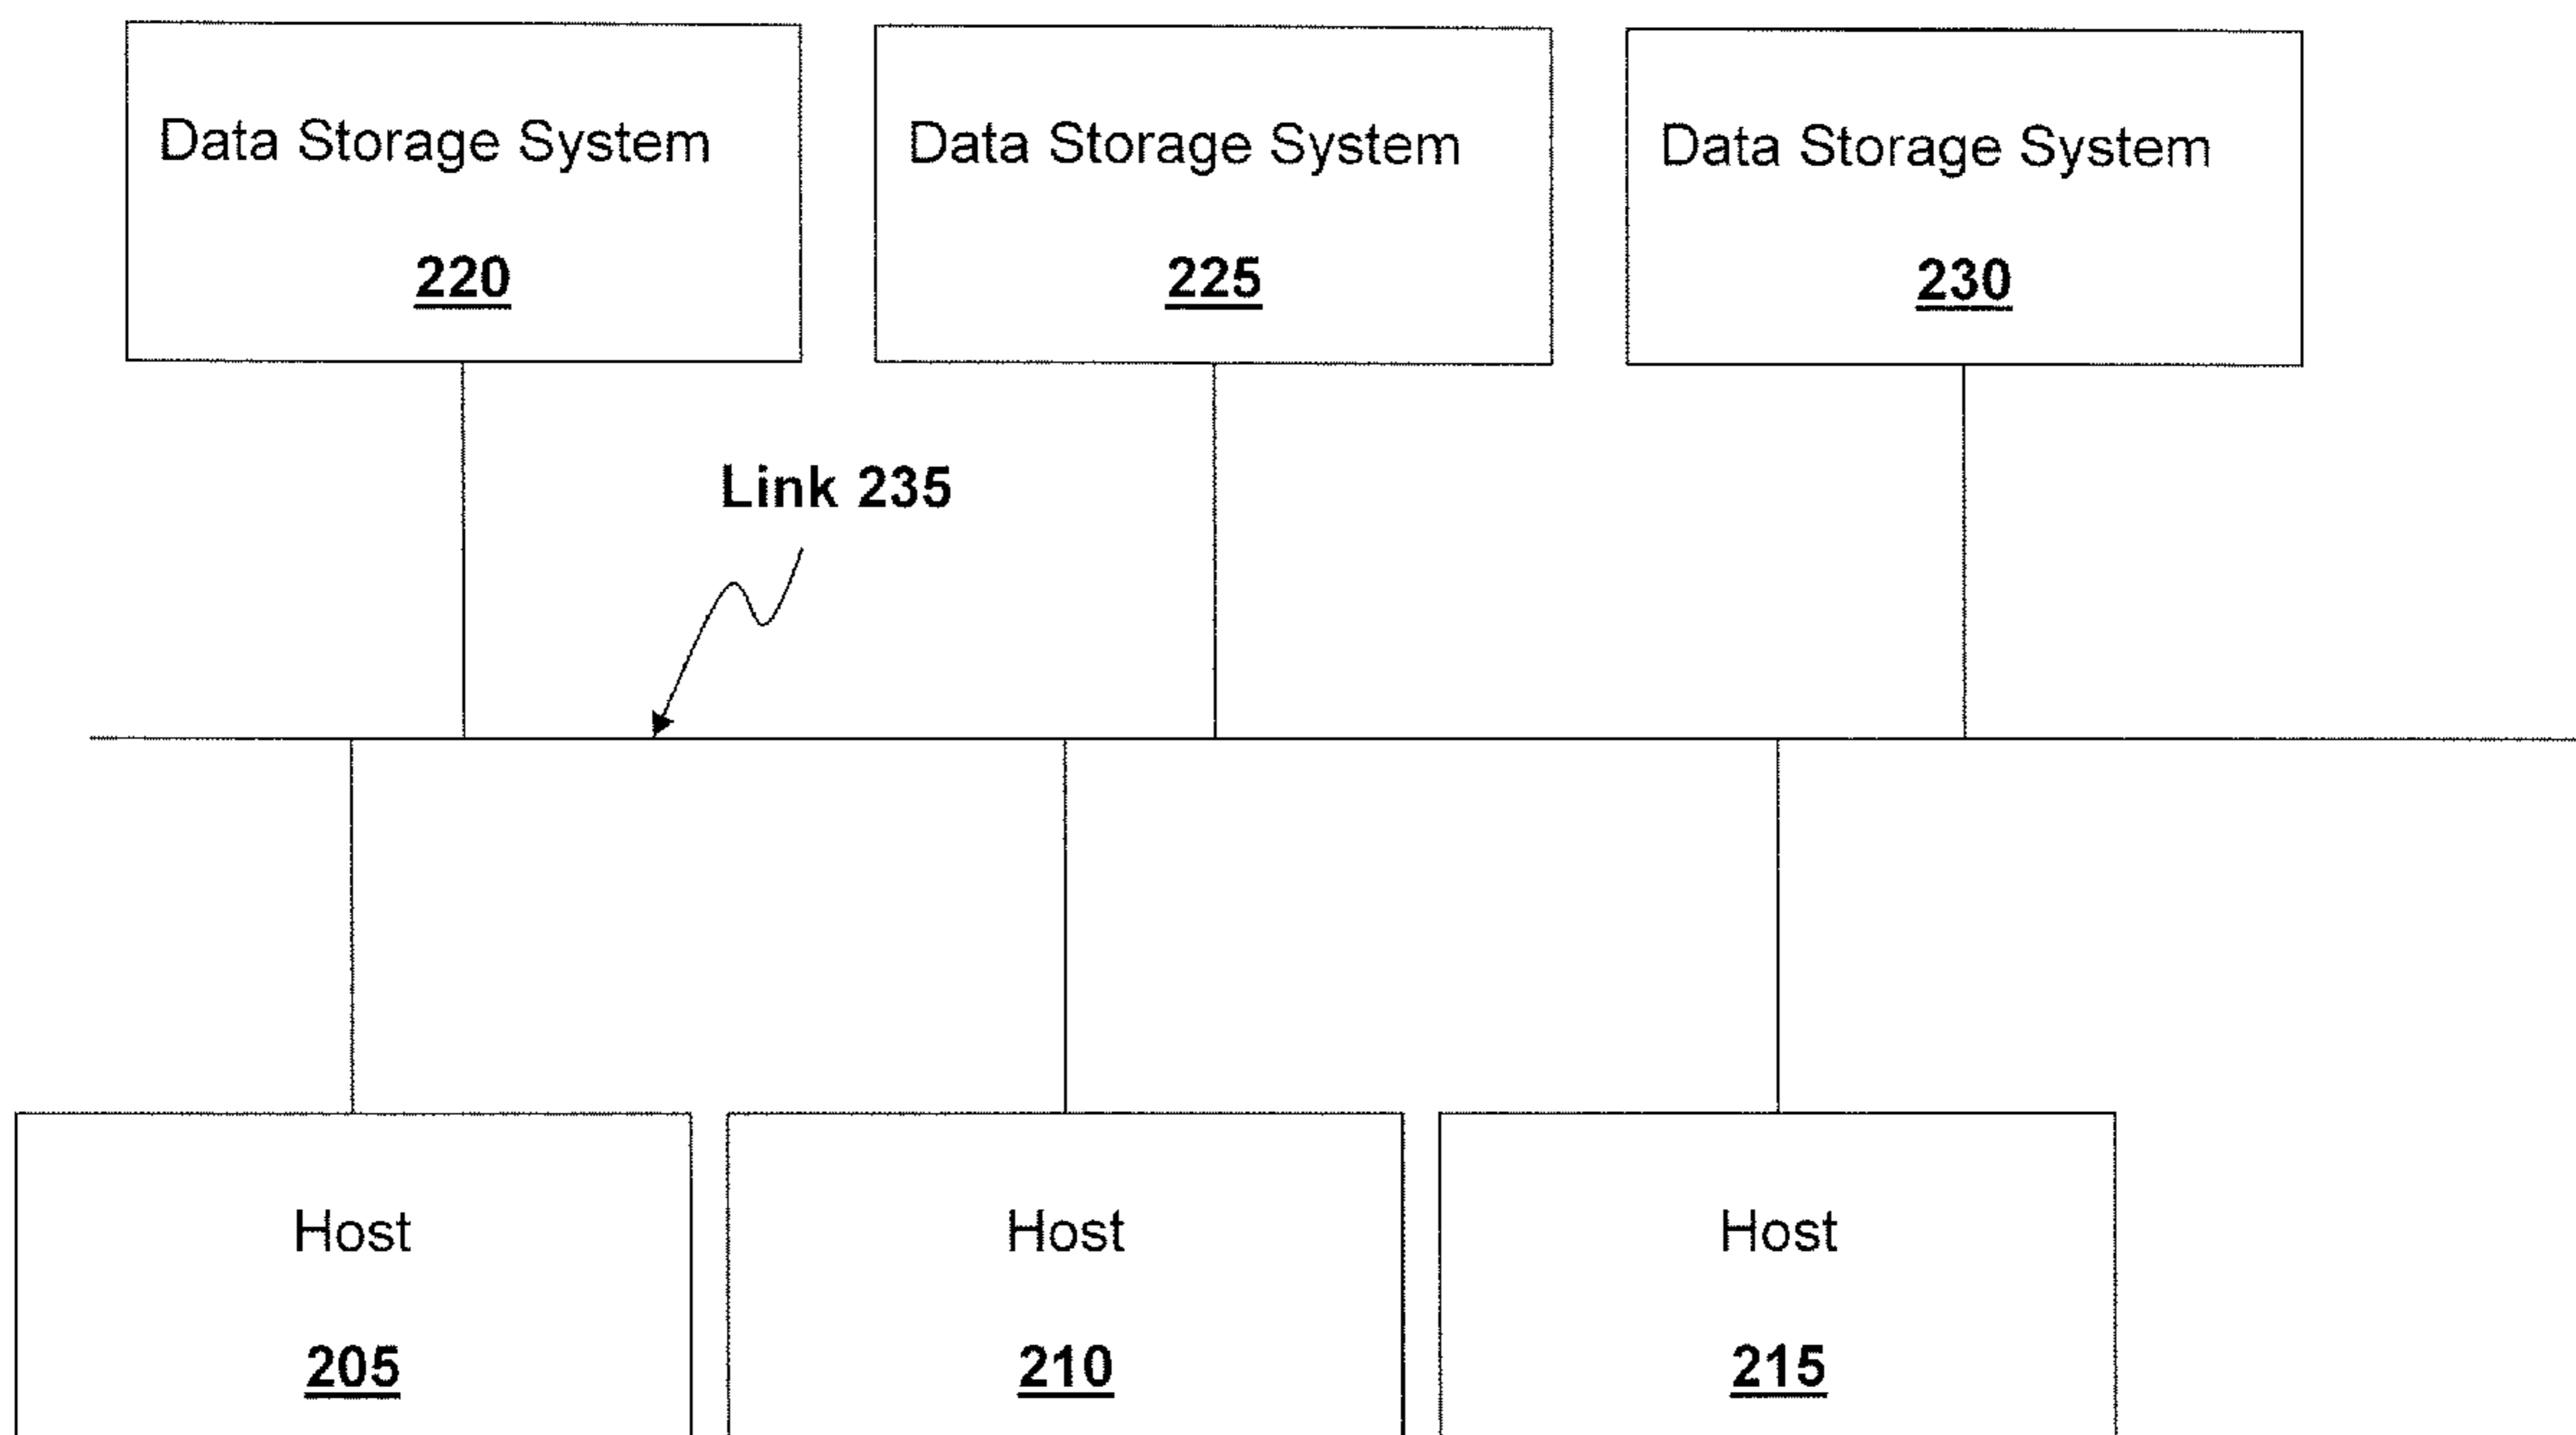 Data Storage System
220
Data Storage System
225
Data Storage System
230
Link 235
Host
205
Host
210
Host
215